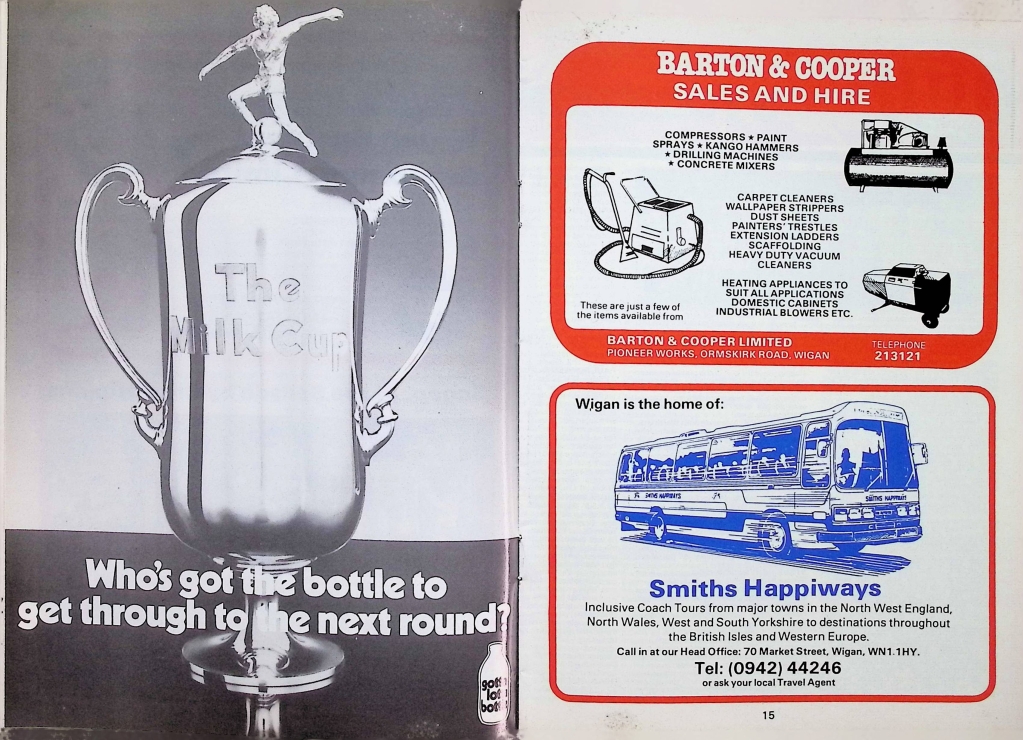 The
Milk Cup
Who's got the bottle to
get through to the next round?
gotta
lotta
bottle
BARTON & COOPER
SALES AND HIRE
COMPRESSORS ★ PAINT
SPRAYS ★ KANGO HAMMERS
★ DRILLING MACHINES
★ CONCRETE MIXERS
CARPET CLEANERS
WALLPAPER STRIPPERS
DUST SHEETS
PAINTERS' TRESTLES
EXTENSION LADDERS
SCAFFOLDING
HEAVY DUTY VACUUM
CLEANERS
HEATING APPLIANCES TO
SUIT ALL APPLICATIONS
DOMESTIC CABINETS
INDUSTRIAL BLOWERS ETC.
These are just a few of
the items available from
BARTON & COOPER LIMITED
PIONEER WORKS, ORMSKIRK ROAD, WIGAN
TELEPHONE
213121
Wigan is the home of:
SMITHS HAPPIWAYS
SMITHS HAPPIWAYS
Smiths Happiways
Inclusive Coach Tours from major towns in the North West England,
North Wales, West and South Yorkshire to destinations throughout
the British Isles and Western Europe.
Call in at our Head Office: 70 Market Street, Wigan, WN1 1HY.
Tel: (0942) 44246
or ask your local Travel Agent
15